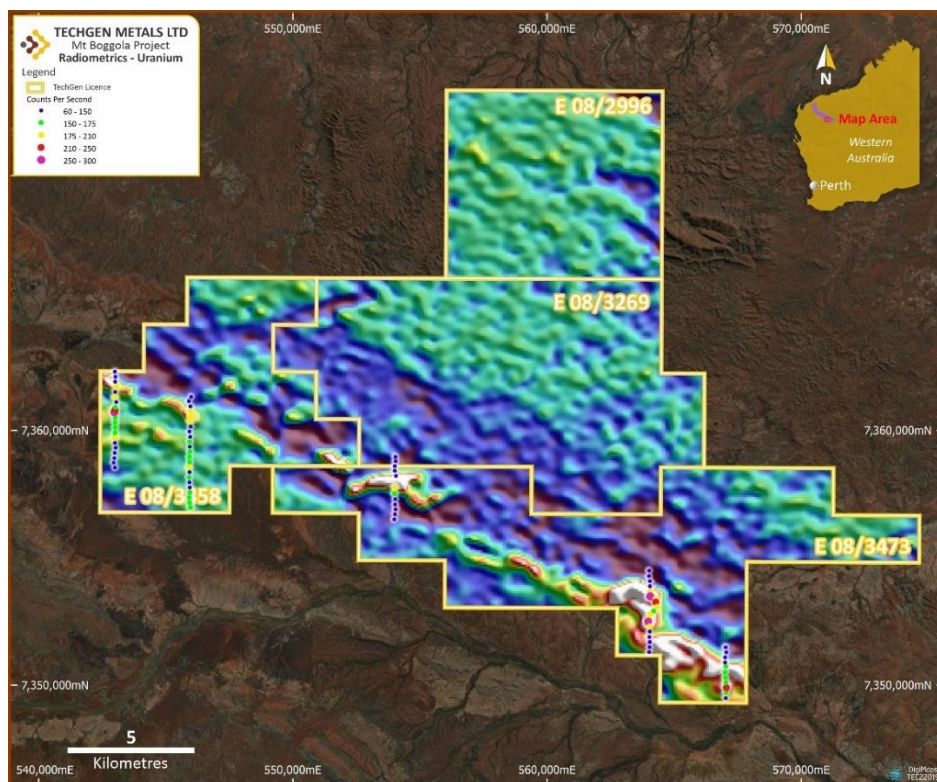 TECHGEN METALS LTD
Mt Boggola Project
Radiometrics - Uranium
Legend
TechGen Licence
Counts Per Second
60 - 150
150 - 175
175 - 210
210 - 250
250 - 300
550,000mE
560,000mE
570,000mE
N
Map Area
Western
Australia
Perth
E 08/2996
E 08/3269
7,360,000mN
7,360,000mN
E 08/3458
E 08/3473
7,350,000mN
7,350,000mN
5
Kilometres
540,000mE
550,000mE
560,000mE
570,000mE
DigiMaps